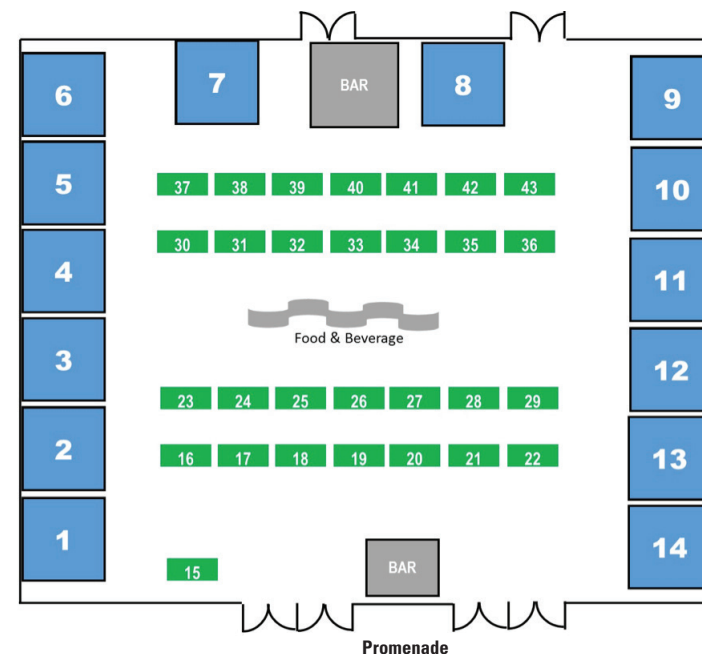 7 BAR 8
6 9
5 10
37 38 39 40 41 42 43
30 31 32 33 34 35 36
4 11
Food & Beverage
3 12
23 24 25 26 27 28 29
16 17 18 19 20 21 22
2 13
1 14
15 BAR
Promenade